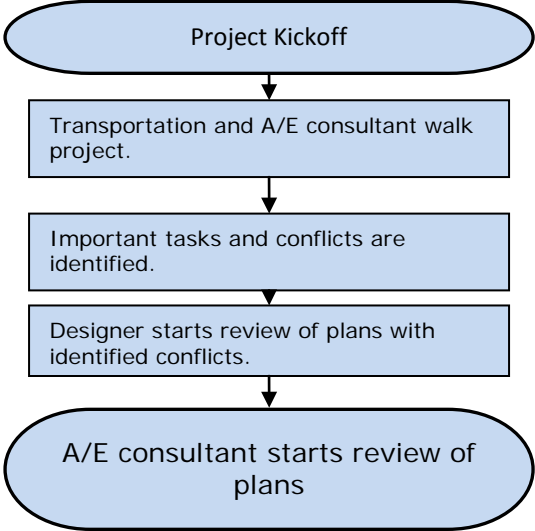 Project Kickoff
Transportation and A/E consultant walk
project.
Important tasks and conflicts are
identified.
Designer starts review of plans with
identified conflicts.
A/E consultant starts review of
plans